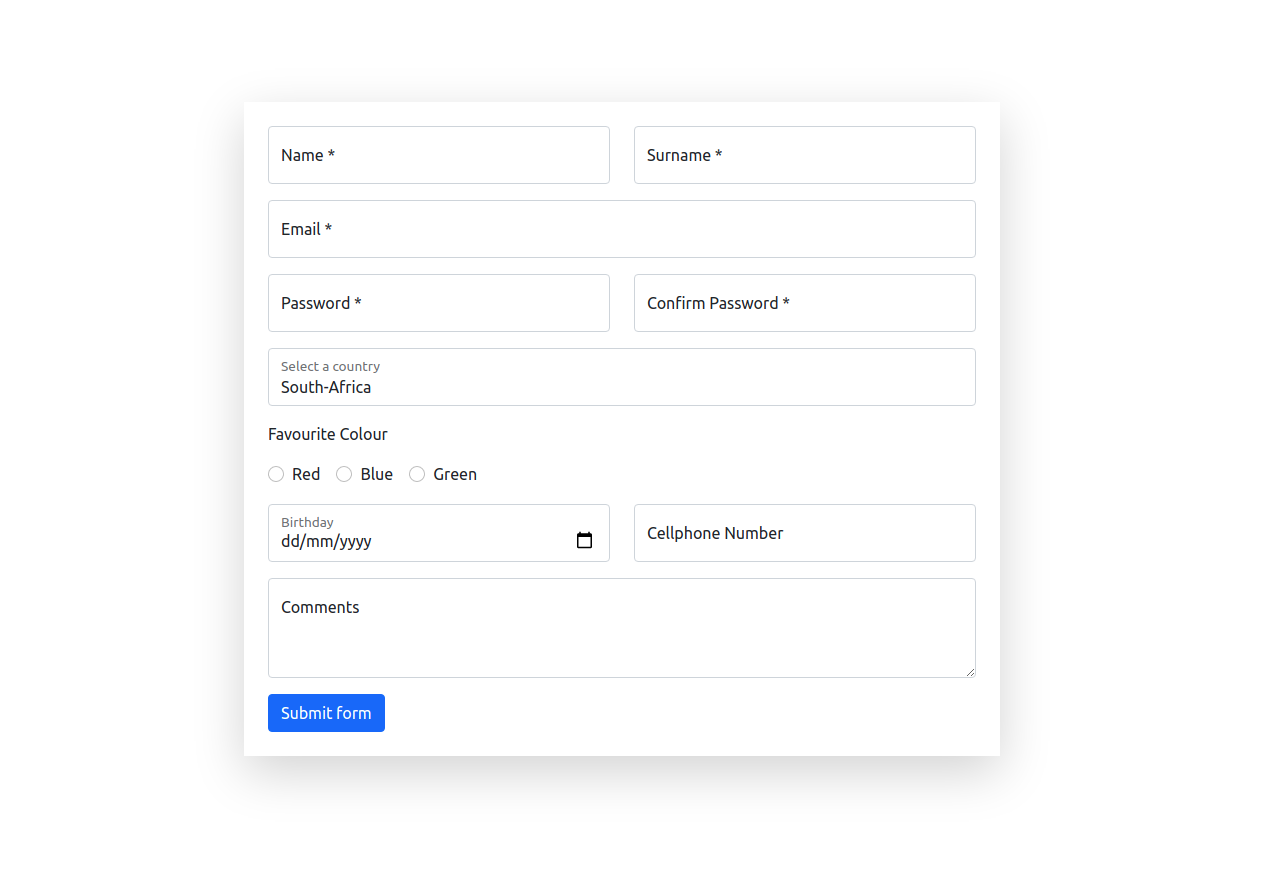 Name * Surname *
Email *
Password * Confirm Password *
Select a country
South-Africa
Favourite Colour
Red Blue Green
Birthday
dd/mm/yyyy
Cellphone Number
Comments
Submit form